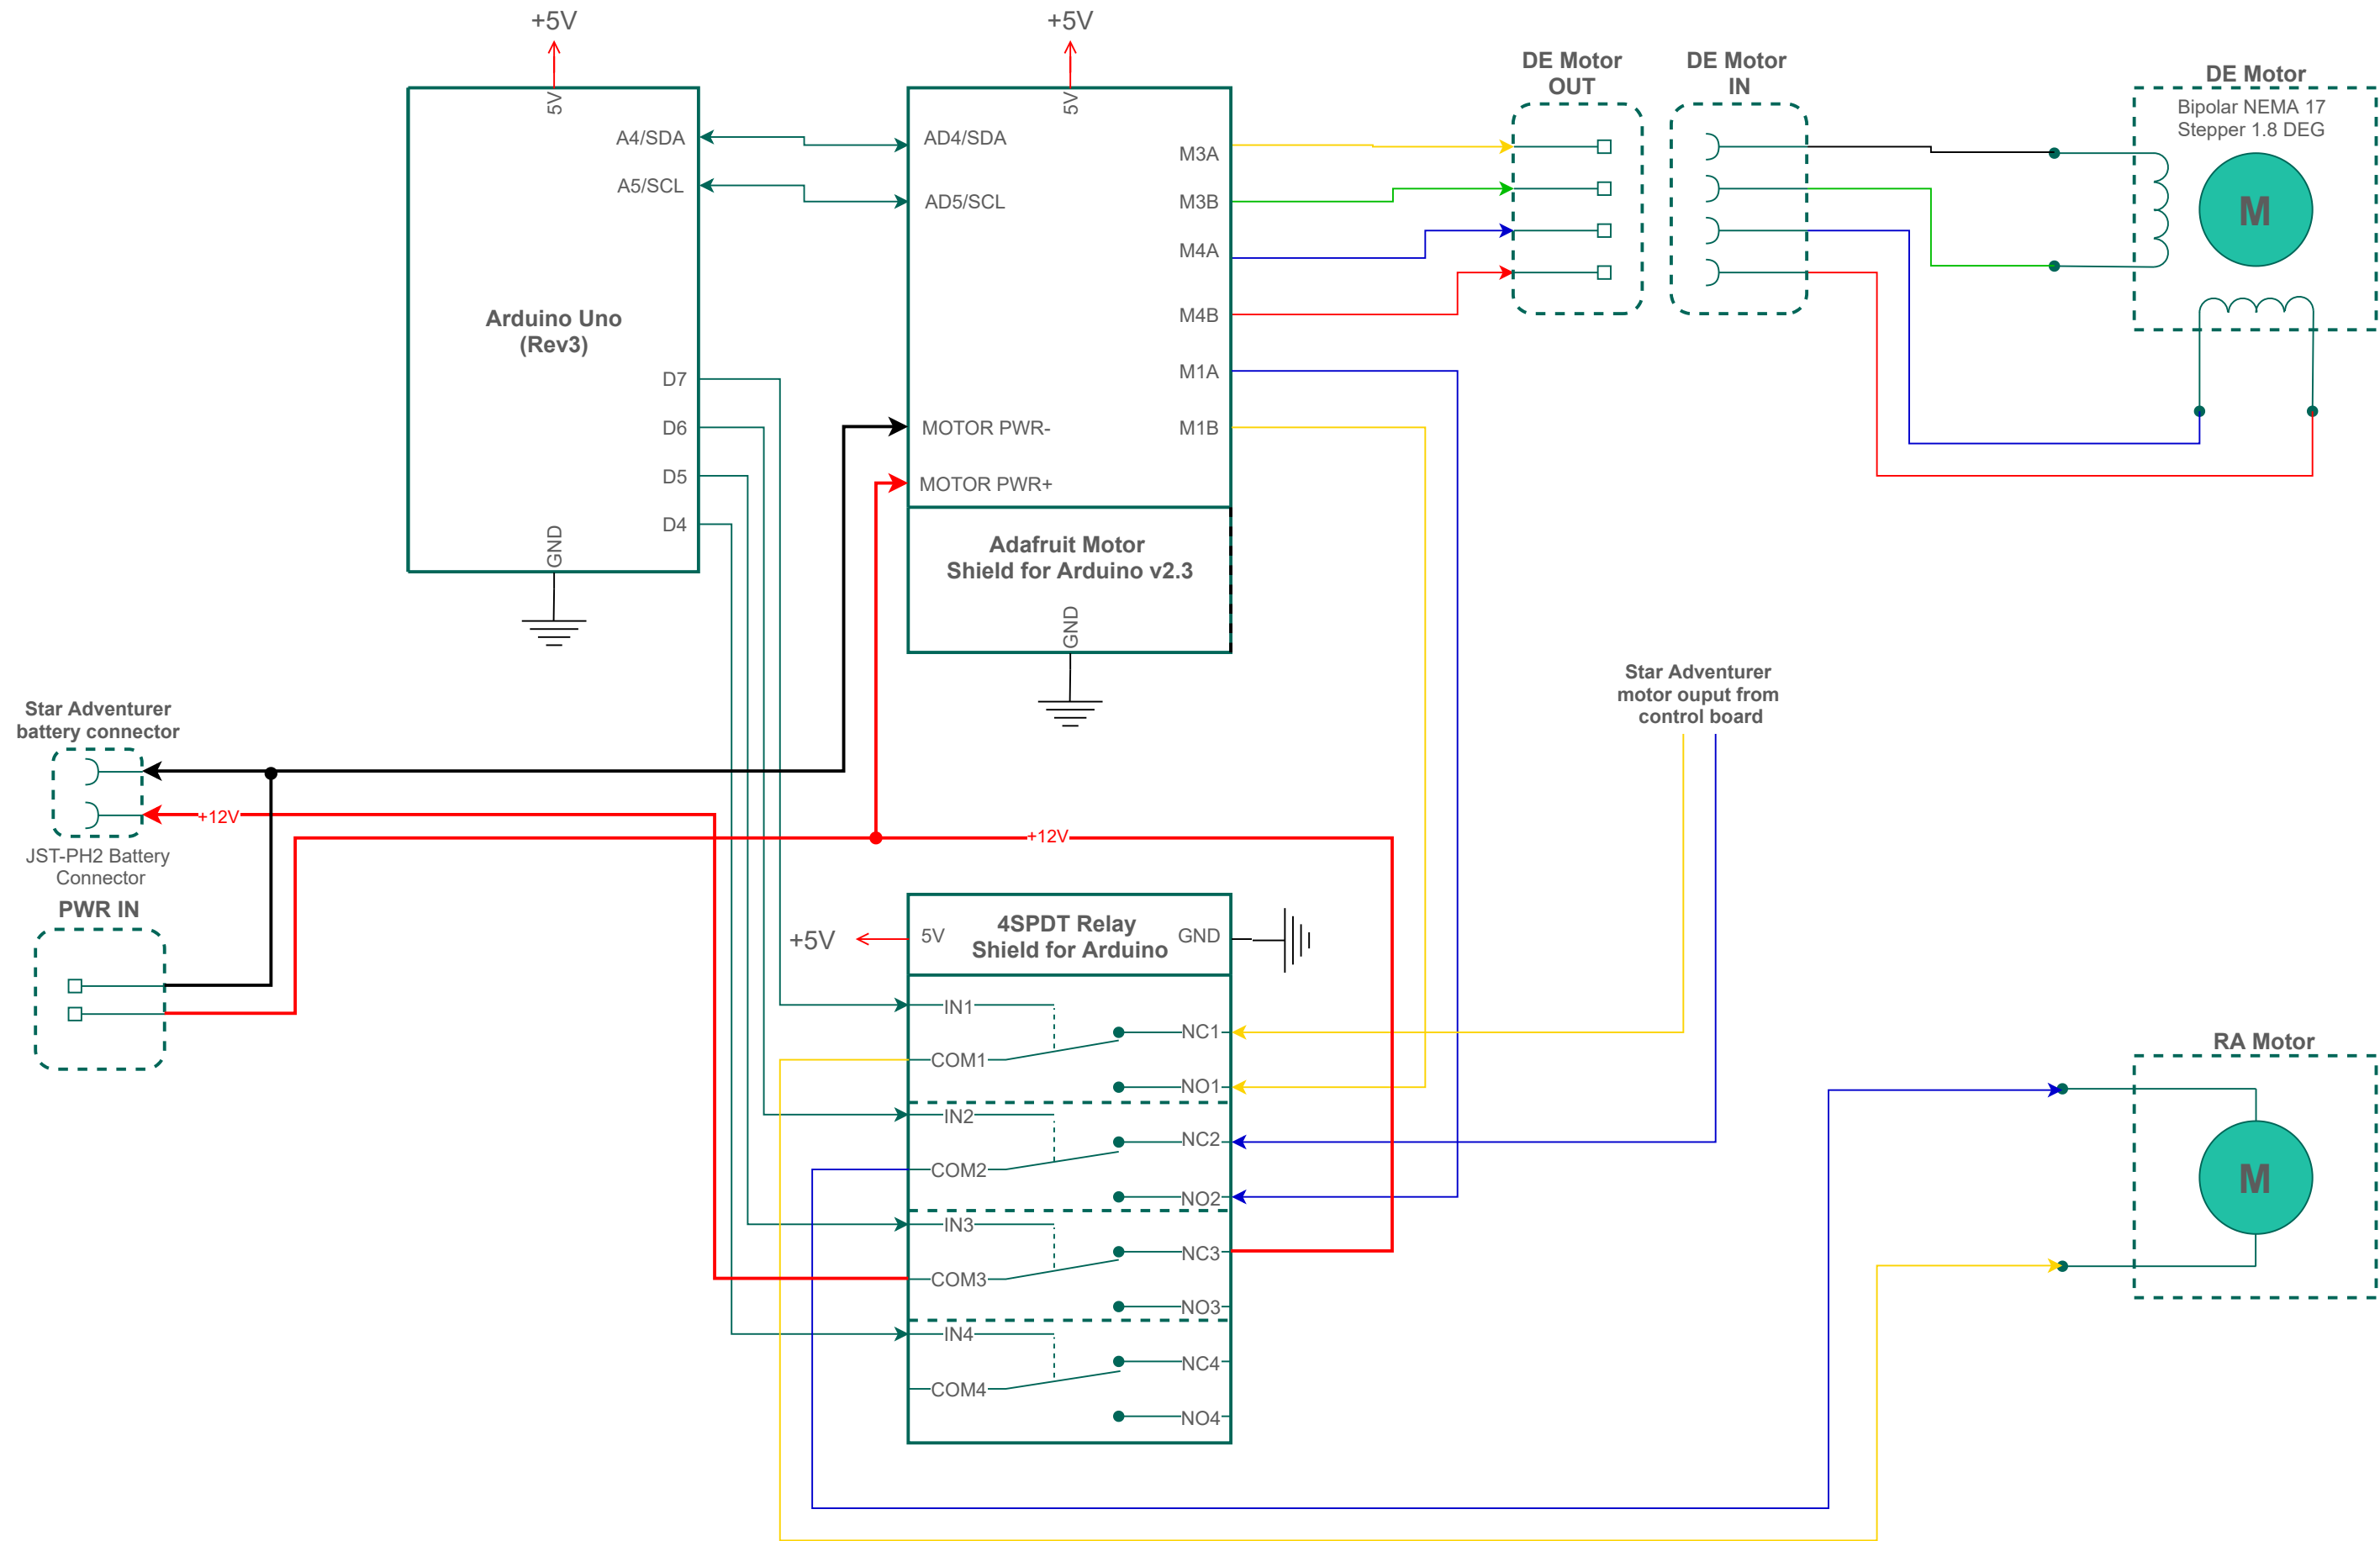 +5V
+5V
DE Motor
OUT
DE Motor
IN
DE Motor
Bipolar NEMA 17
Stepper 1.8 DEG
M
5V
A4/SDA
A5/SCL
Arduino Uno
(Rev3)
D7
D6
D5
D4
GND
5V
AD4/SDA
AD5/SCL
M3A
M3B
M4A
M4B
M1A
M1B
MOTOR PWR-
MOTOR PWR+
Adafruit Motor
Shield for Arduino v2.3
GND
Star Adventurer
motor ouput from
control board
Star Adventurer
battery connector
+12V
+12V
JST-PH2 Battery
Connector
PWR IN
+5V
5V
4SPDT Relay
Shield for Arduino
GND
IN1
NC1
COM1
NO1
IN2
NC2
COM2
NO2
IN3
NC3
COM3
NO3
IN4
NC4
COM4
NO4
RA Motor
M